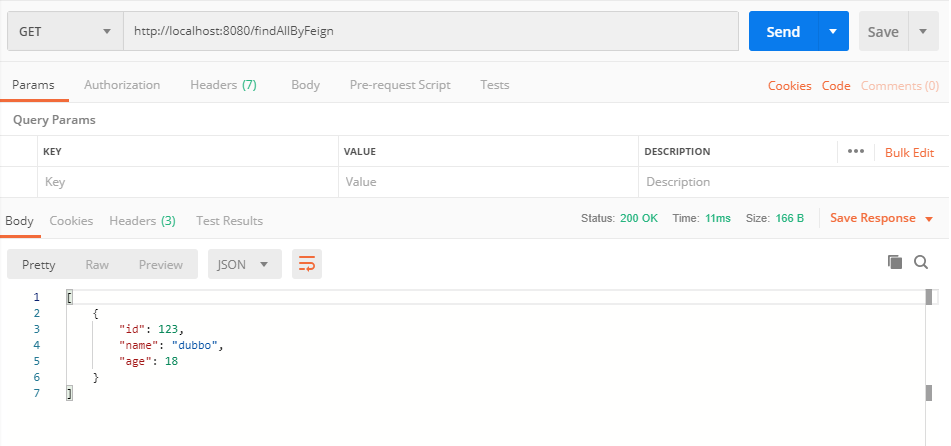 GET http://localhost:8080/findAllByFeign Send Save
Params Authorization Headers (7) Body Pre-request Script Tests Cookies Code Comments (0)
Query Params
KEY VALUE DESCRIPTION ••• Bulk Edit
Key Value Description
Body Cookies Headers (3) Test Results Status: 200 OK Time: 11ms Size: 166 B Save Response
Pretty Raw Preview JSON
1 [
2 {
3 "id": 123,
4 "name": "dubbo",
5 "age": 18
6 }
7 ]